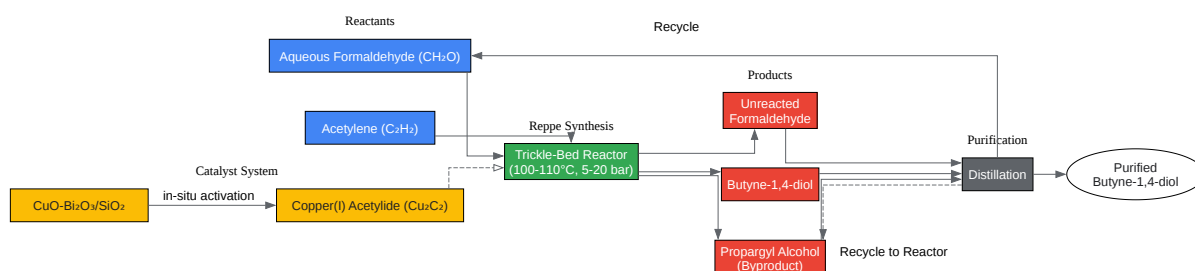 Reactants
Recycle
Aqueous Formaldehyde (CH₂O)
Products
Unreacted
Formaldehyde
Acetylene (C₂H₂)
Reppe Synthesis
Purification
Trickle-Bed Reactor
(100-110°C, 5-20 bar)
Catalyst System
Distillation
Purified
Butyne-1,4-diol
Butyne-1,4-diol
CuO-Bi₂O₃/SiO₂
in-situ activation
Copper(I) Acetylide (Cu₂C₂)
Propargyl Alcohol
(Byproduct)
Recycle to Reactor